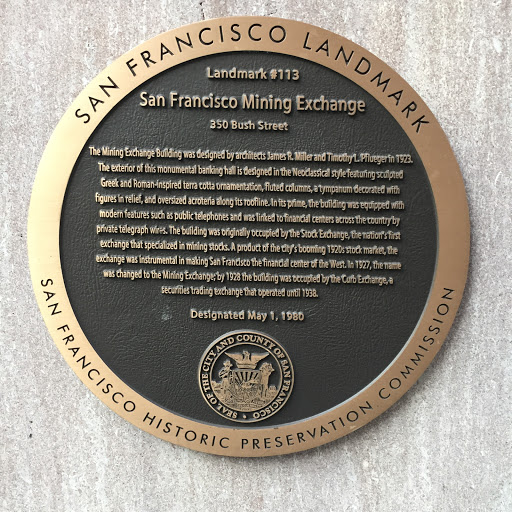 SAN FRANCISCO LANDMARK
Landmark #113
San Francisco Mining Exchange
350 Bush Street
The Mining Exchange Building was designed by architects James R. Miller and Timothy L. Pflueger in 1923.
The exterior of this monumental banking hall is designed in the Neoclassical style featuring sculpted
Greek and Roman-inspired terra cotta ornamentation, fluted columns, a tympanum decorated with
figures in relief, and oversized acroteria along its roofline. In its prime, the building was equipped with
modern features such as public telephones and was linked to financial centers across the country by
private telegraph wires. The building was originally occupied by the Stock Exchange, the nation's first
exchange that specialized in mining stocks. A product of the city's booming 1920s stock market, the
exchange was instrumental in making San Francisco the financial center of the West. In 1927, the name
was changed to the Mining Exchange; by 1928 the building was occupied by the Curb Exchange, a
securities trading exchange that operated until 1938.
Designated May 1, 1980
SEAL OF THE CITY AND COUNTY OF SAN FRANCISCO
SAN FRANCISCO HISTORIC PRESERVATION COMMISSION